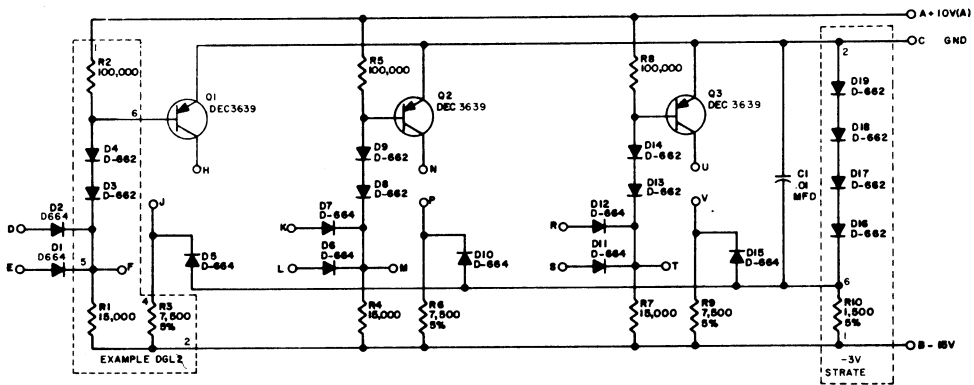 A+10V(A)
C GND
R2
100,000
6
Q1
DEC3639
H
D4
D-662
D3
D-662
J
D2
D664
D
D1
D664
E
5
F
D5
D-664
R1
15,000
4
R3
7,500
5%
2
EXAMPLE DGL2
R5
100,000
Q2
DEC 3639
N
D9
D-662
D8
D-662
P
D7
D-664
K
D6
D-664
L
M
D10
D-664
R4
15,000
R6
7,500
5%
R8
100,000
Q3
DEC 3639
U
D14
D-662
D13
D-662
V
D12
D-664
R
D11
D-664
S
T
D15
D-664
R7
15,000
R9
7,500
5%
C1
.01
MFD
2
D19
D-662
D18
D-662
D17
D-662
D16
D-662
6
R10
1,500
5%
1
B-15V
-3V
STRATE